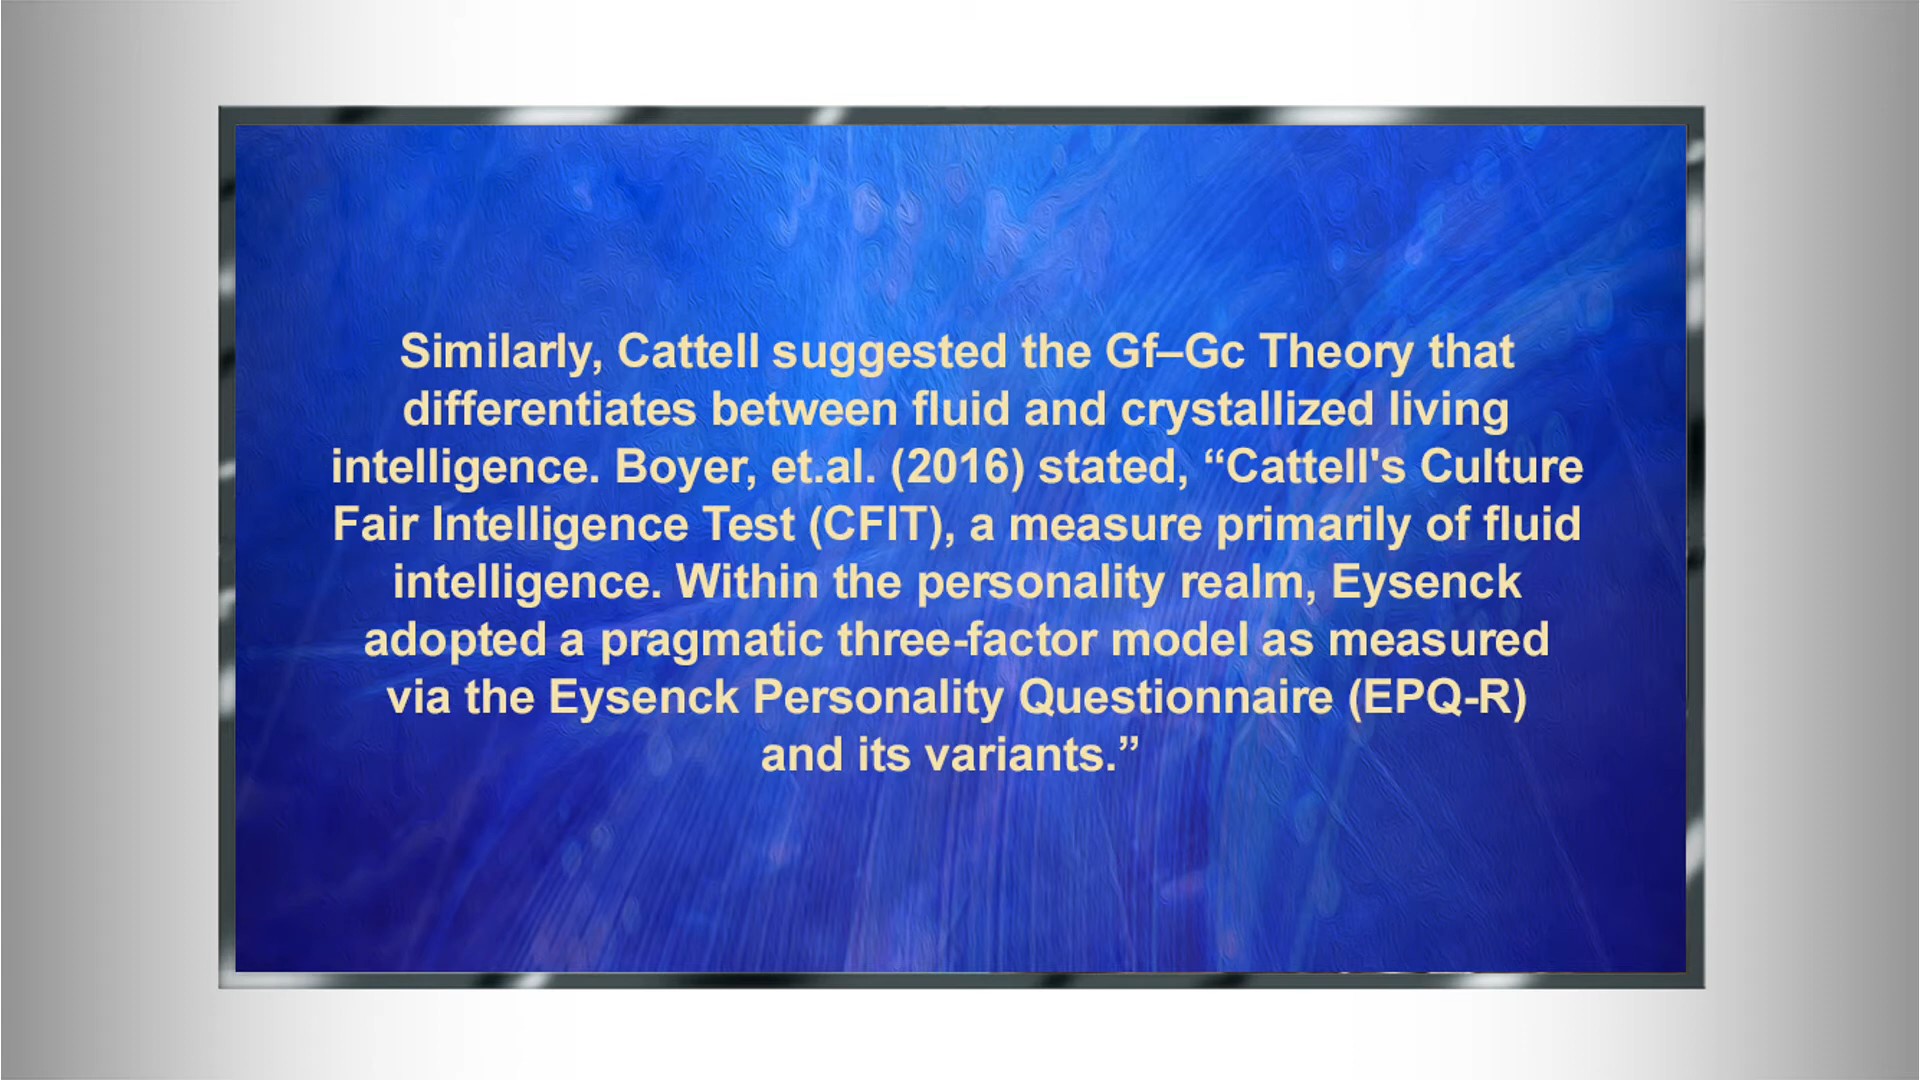 Similarly, Cattell suggested the Gf–Gc Theory that
differentiates between fluid and crystallized living
intelligence. Boyer, et.al. (2016) stated, “Cattell's Culture
Fair Intelligence Test (CFIT), a measure primarily of fluid
intelligence. Within the personality realm, Eysenck
adopted a pragmatic three-factor model as measured
via the Eysenck Personality Questionnaire (EPQ-R)
and its variants.”